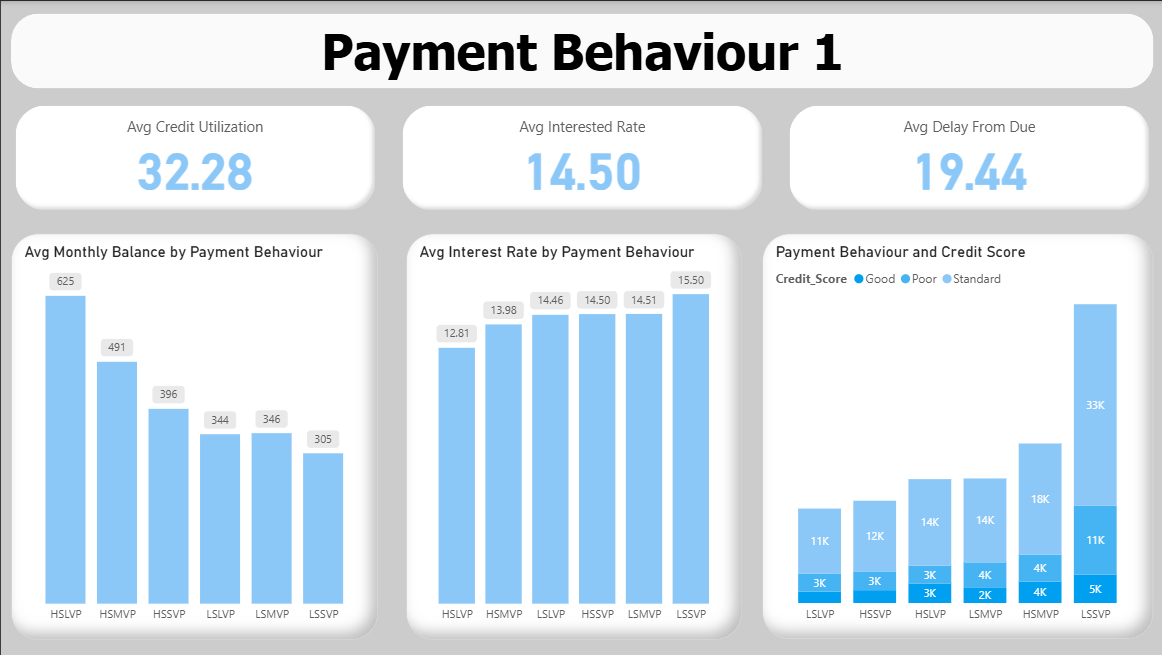 Payment Behaviour 1
Avg Credit Utilization
32.28
Avg Interested Rate
14.50
Avg Delay From Due
19.44
Avg Monthly Balance by Payment Behaviour
625
491
396
344
346
305
HSLVP HSMVP HSSVP LSLVP LSMVP LSSVP
Avg Interest Rate by Payment Behaviour
12.81
13.98
14.46
14.50
14.51
15.50
HSLVP HSMVP LSLVP HSSVP LSMVP LSSVP
Payment Behaviour and Credit Score
Credit_Score Good Poor Standard
11K
3K
12K
3K
14K
3K
3K
14K
4K
2K
18K
4K
4K
33K
11K
5K
LSLVP HSSVP HSLVP LSMVP HSMVP LSSVP